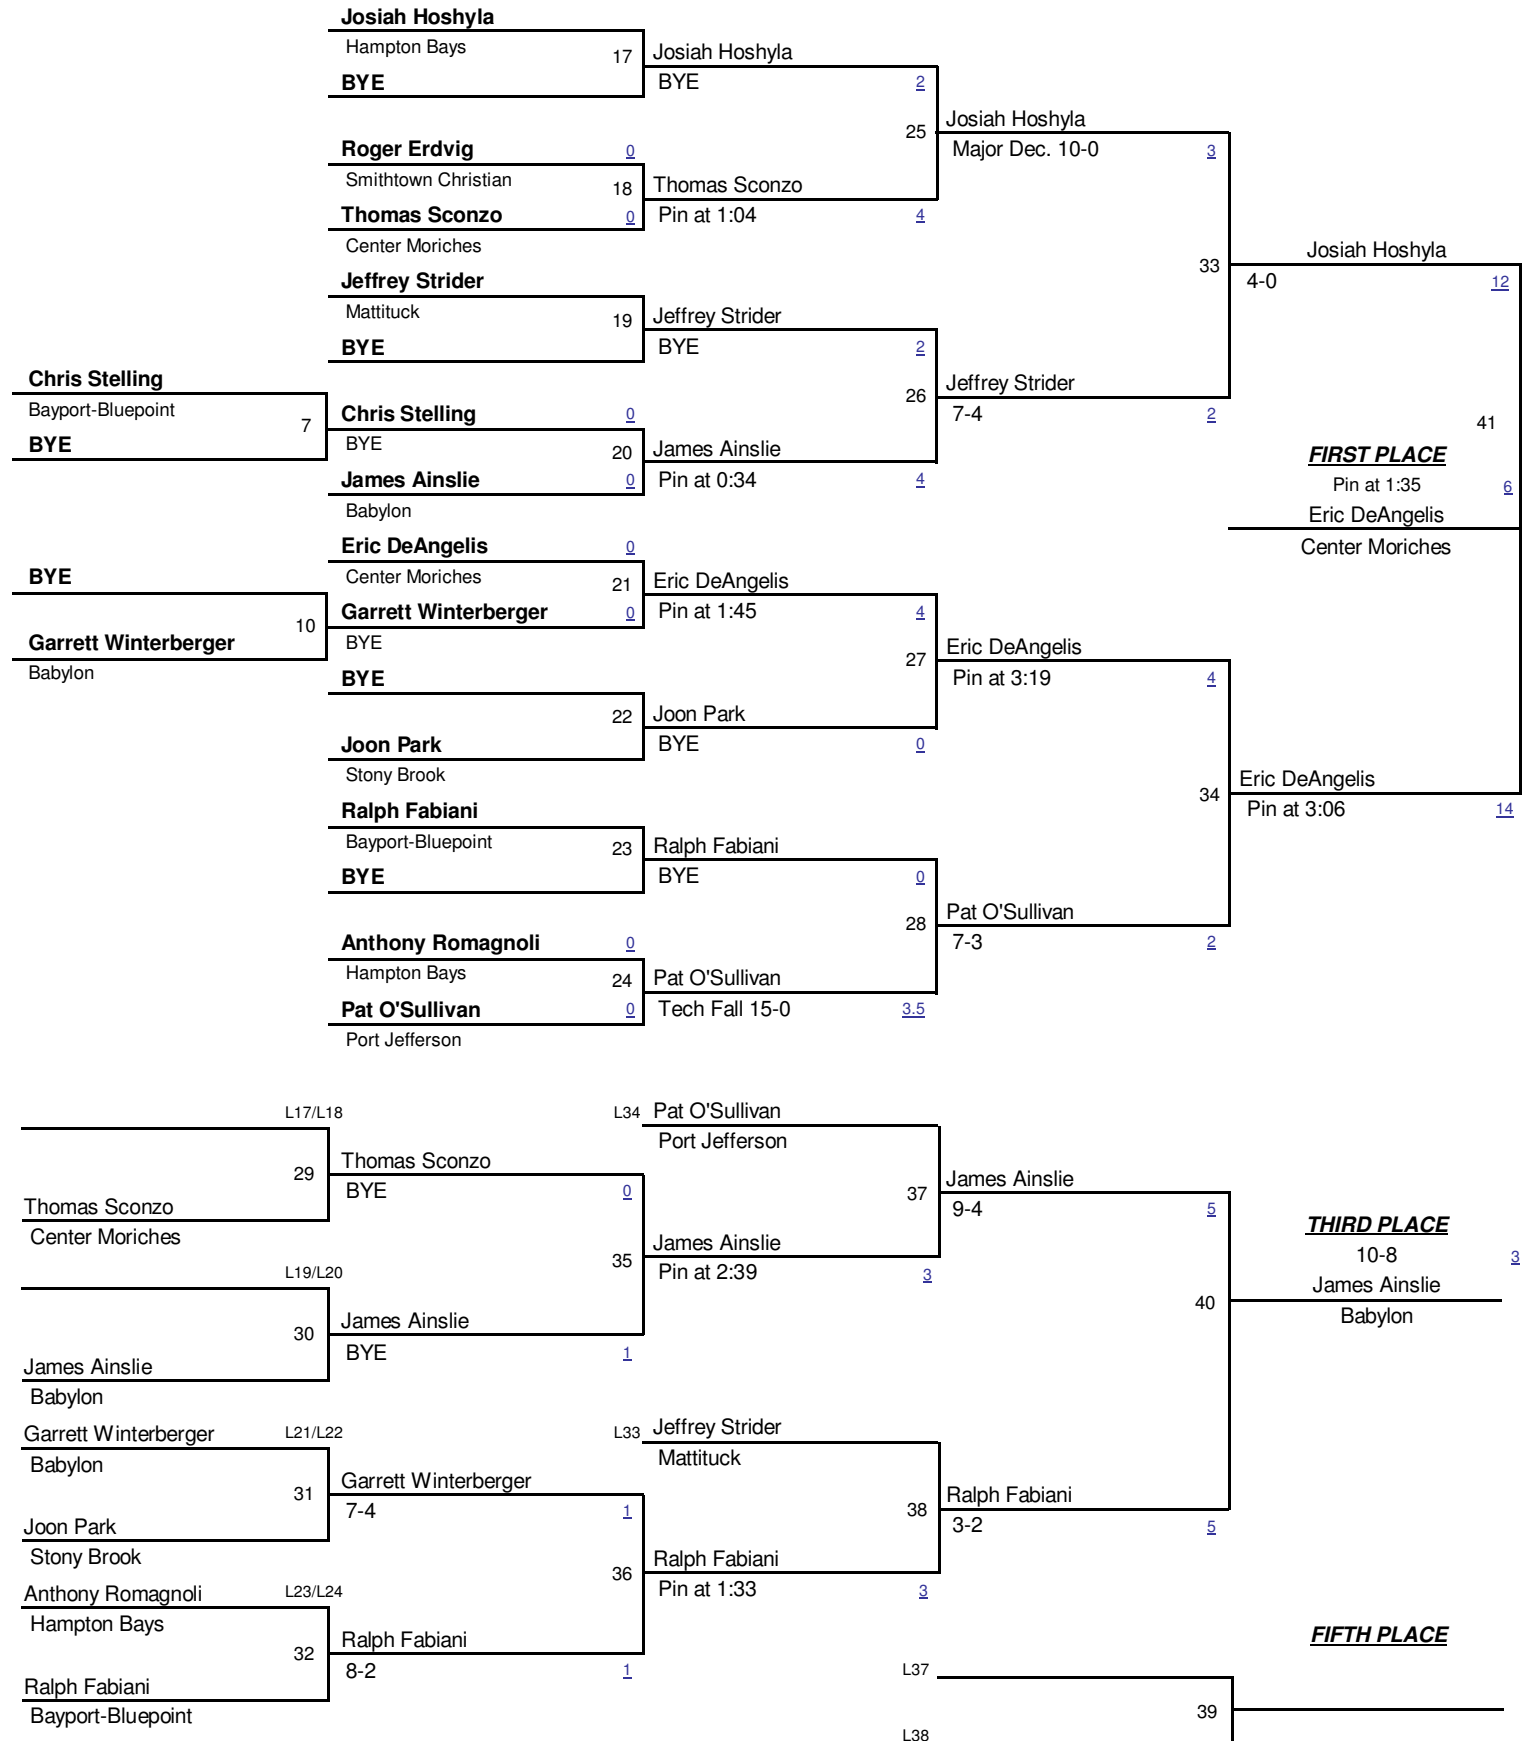 Josiah Hoshyla
Hampton Bays
17
Josiah Hoshyla
BYE
BYE
2
25
Josiah Hoshyla
Major Dec. 10-0
3
Roger Erdvig
0
Smithtown Christian
18
Thomas Sconzo
Thomas Sconzo
0
Pin at 1:04
4
Center Moriches
Jeffrey Strider
Mattituck
19
Jeffrey Strider
BYE
BYE
2
33
Josiah Hoshyla
4-0
12
Chris Stelling
Bayport-Bluepoint
7
BYE
Chris Stelling
0
BYE
20
James Ainslie
James Ainslie
0
Pin at 0:34
4
Babylon
26
Jeffrey Strider
7-4
2
41
FIRST PLACE
Pin at 1:35
6
Eric DeAngelis
Center Moriches
Eric DeAngelis
0
Center Moriches
21
Eric DeAngelis
BYE
10
Garrett Winterberger
Babylon
Garrett Winterberger
0
Pin at 1:45
4
BYE
27
Eric DeAngelis
Pin at 3:19
4
BYE
22
Joon Park
Joon Park
BYE
0
Stony Brook
34
Eric DeAngelis
Pin at 3:06
14
Ralph Fabiani
Bayport-Bluepoint
23
Ralph Fabiani
BYE
BYE
0
28
Pat O'Sullivan
7-3
2
Anthony Romagnoli
0
Hampton Bays
24
Pat O'Sullivan
Pat O'Sullivan
0
Tech Fall 15-0
3.5
Port Jefferson
L17/L18
L34
Pat O'Sullivan
Port Jefferson
29
Thomas Sconzo
BYE
0
Thomas Sconzo
Center Moriches
37
James Ainslie
9-4
5
THIRD PLACE
10-8
3
James Ainslie
Babylon
35
James Ainslie
Pin at 2:39
3
L19/L20
40
30
James Ainslie
BYE
1
James Ainslie
Babylon
Garrett Winterberger
L21/L22
Babylon
L33
Jeffrey Strider
Mattituck
31
Garrett Winterberger
7-4
1
38
Ralph Fabiani
3-2
5
Joon Park
Stony Brook
36
Ralph Fabiani
Pin at 1:33
3
Anthony Romagnoli
L23/L24
Hampton Bays
32
Ralph Fabiani
8-2
1
FIFTH PLACE
Ralph Fabiani
Bayport-Bluepoint
L37
39
L38